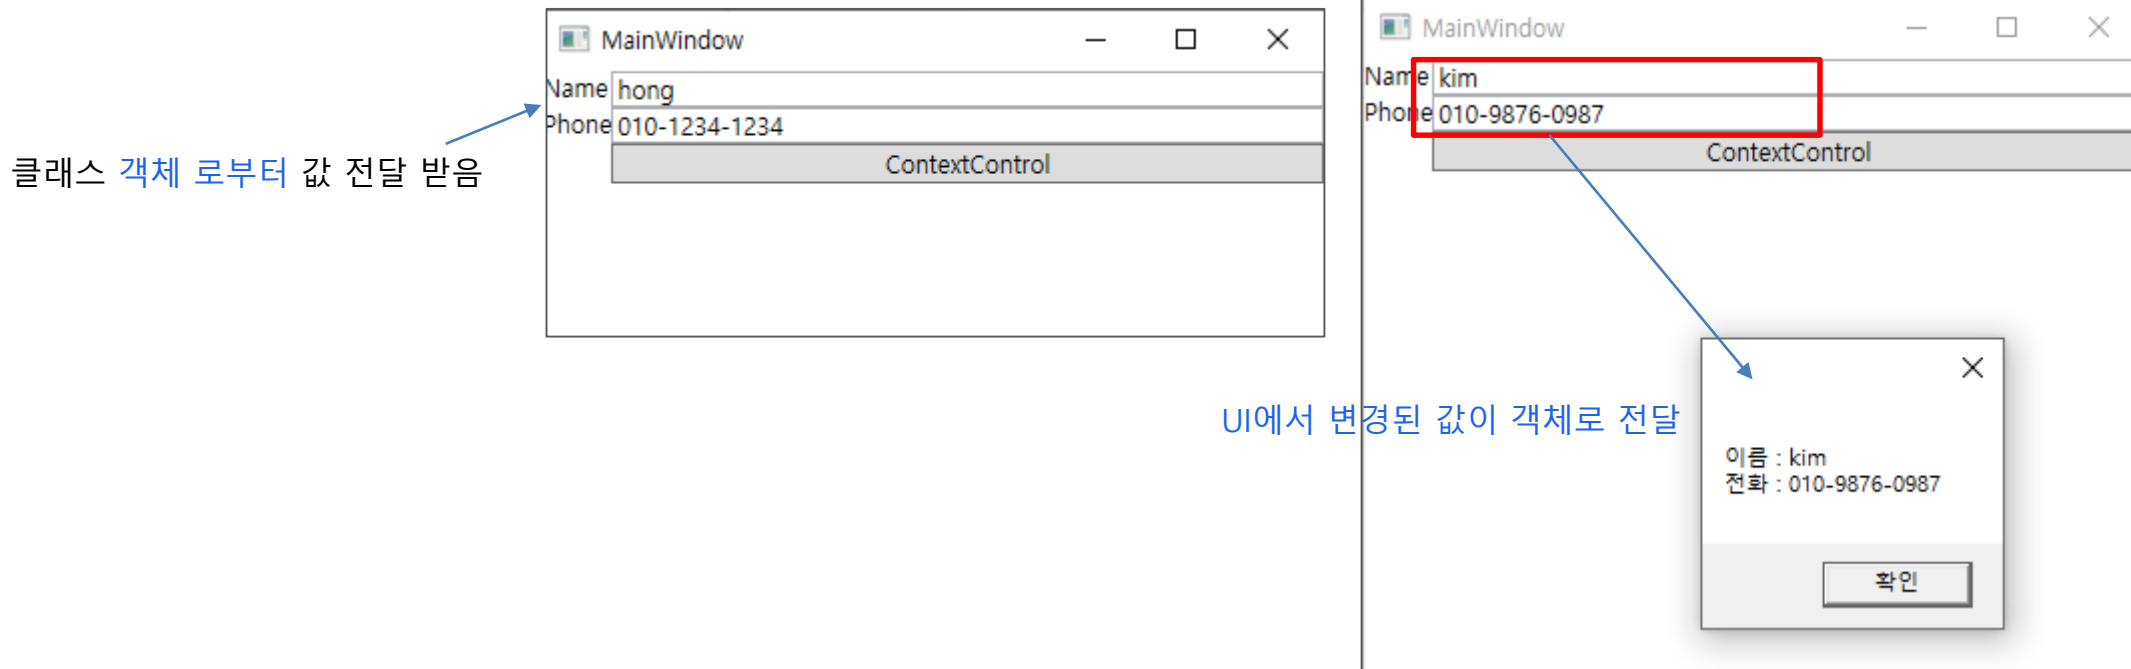 클래스 객체 로부터 값 전달 받음
MainWindow
Name hong
Phone 010-1234-1234
ContextControl
MainWindow
Name kim
Phone 010-9876-0987
ContextControl
UI에서 변경된 값이 객체로 전달
이름 : kim
전화 : 010-9876-0987
확인